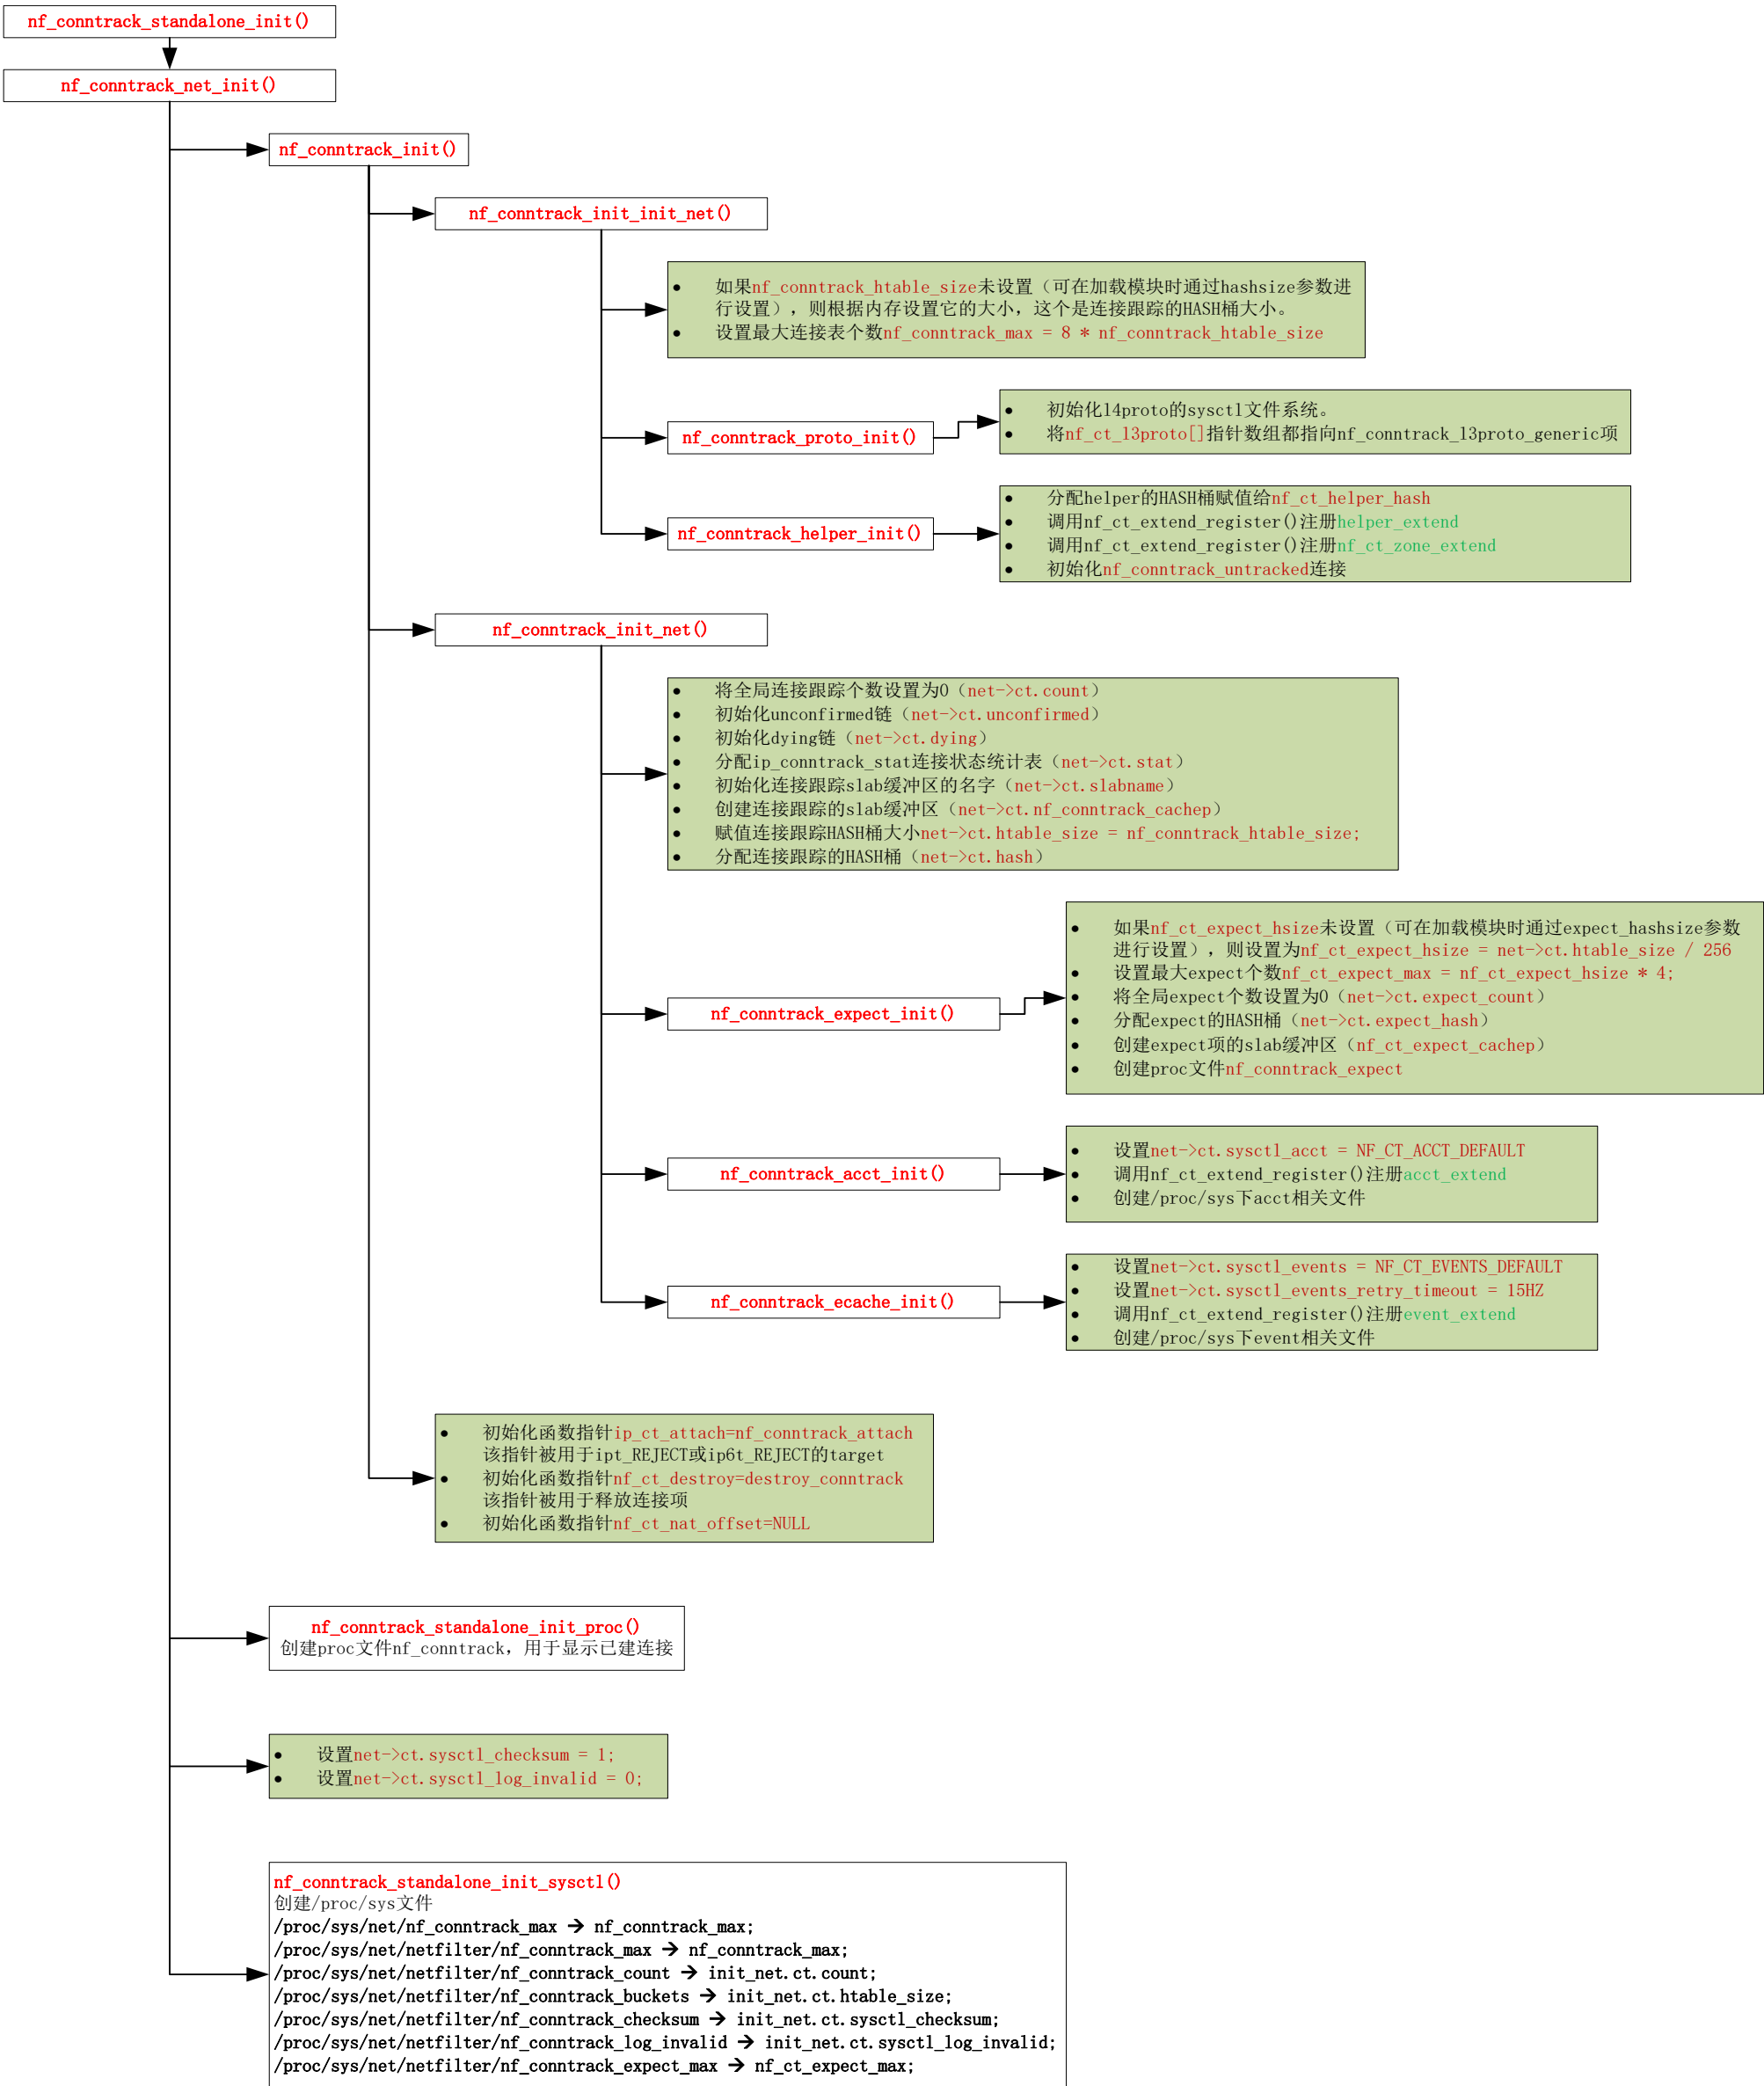 nf_conntrack_standalone_init()
nf_conntrack_net_init()
nf_conntrack_init()
nf_conntrack_init_init_net()
● 如果nf_conntrack_htable_size未设置（可在加载模块时通过hashsize参数进
行设置），则根据内存设置它的大小，这个是连接跟踪的HASH桶大小。
● 设置最大连接表个数nf_conntrack_max = 8 * nf_conntrack_htable_size
nf_conntrack_proto_init()
● 初始化l4proto的sysctl文件系统。
● 将nf_ct_l3proto[]指针数组都指向nf_conntrack_l3proto_generic项
nf_conntrack_helper_init()
● 分配helper的HASH桶赋值给nf_ct_helper_hash
● 调用nf_ct_extend_register()注册helper_extend
● 调用nf_ct_extend_register()注册nf_ct_zone_extend
● 初始化nf_conntrack_untracked连接
nf_conntrack_init_net()
● 将全局连接跟踪个数设置为0（net->ct.count）
● 初始化unconfirmed链（net->ct.unconfirmed）
● 初始化dying链（net->ct.dying）
● 分配ip_conntrack_stat连接状态统计表（net->ct.stat）
● 初始化连接跟踪slab缓冲区的名字（net->ct.slabname）
● 创建连接跟踪的slab缓冲区（net->ct.nf_conntrack_cachep）
● 赋值连接跟踪HASH桶大小net->ct.htable_size = nf_conntrack_htable_size;
● 分配连接跟踪的HASH桶（net->ct.hash）
nf_conntrack_expect_init()
● 如果nf_ct_expect_hsize未设置（可在加载模块时通过expect_hashsize参数
进行设置），则设置为nf_ct_expect_hsize = net->ct.htable_size / 256
● 设置最大expect个数nf_ct_expect_max = nf_ct_expect_hsize * 4;
● 将全局expect个数设置为0（net->ct.expect_count）
● 分配expect的HASH桶（net->ct.expect_hash）
● 创建expect项的slab缓冲区（nf_ct_expect_cachep）
● 创建proc文件nf_conntrack_expect
nf_conntrack_acct_init()
● 设置net->ct.sysctl_acct = NF_CT_ACCT_DEFAULT
● 调用nf_ct_extend_register()注册acct_extend
● 创建/proc/sys下acct相关文件
nf_conntrack_ecache_init()
● 设置net->ct.sysctl_events = NF_CT_EVENTS_DEFAULT
● 设置net->ct.sysctl_events_retry_timeout = 15HZ
● 调用nf_ct_extend_register()注册event_extend
● 创建/proc/sys下event相关文件
● 初始化函数指针ip_ct_attach=nf_conntrack_attach
该指针被用于ipt_REJECT或ip6t_REJECT的target
● 初始化函数指针nf_ct_destroy=destroy_conntrack
该指针被用于释放连接项
● 初始化函数指针nf_ct_nat_offset=NULL
nf_conntrack_standalone_init_proc()
创建proc文件nf_conntrack，用于显示已建连接
● 设置net->ct.sysctl_checksum = 1;
● 设置net->ct.sysctl_log_invalid = 0;
nf_conntrack_standalone_init_sysctl()
创建/proc/sys文件
/proc/sys/net/nf_conntrack_max → nf_conntrack_max;
/proc/sys/net/netfilter/nf_conntrack_max → nf_conntrack_max;
/proc/sys/net/netfilter/nf_conntrack_count → init_net.ct.count;
/proc/sys/net/netfilter/nf_conntrack_buckets → init_net.ct.htable_size;
/proc/sys/net/netfilter/nf_conntrack_checksum → init_net.ct.sysctl_checksum;
/proc/sys/net/netfilter/nf_conntrack_log_invalid → init_net.ct.sysctl_log_invalid;
/proc/sys/net/netfilter/nf_conntrack_expect_max → nf_ct_expect_max;